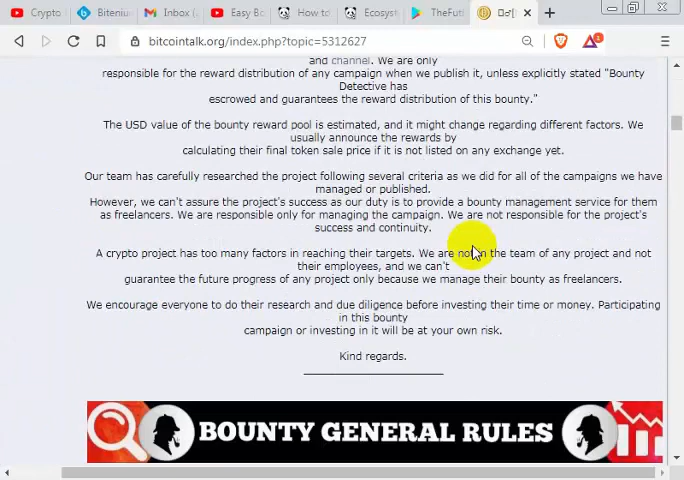 Crypto
Biteniu
Inbox (
Easy Bo
How to
Ecosyst
TheFutl
bitcointalk.org/index.php?topic=5312627
and channel. We are only
responsible for the reward distribution of any campaign when we publish it, unless explicitly stated "Bounty
Detective has
escrowed and guarantees the reward distribution of this bounty."
The USD value of the bounty reward pool is estimated, and it might change regarding different factors. We
usually announce the rewards by
calculating their final token sale price if it is not listed on any exchange yet.
Our team has carefully researched the project following several criteria as we did for all of the campaigns we have
managed or published.
However, we can't assure the project's success as our duty is to provide a bounty management service for them
as freelancers. We are responsible only for managing the campaign. We are not responsible for the project's
success and continuity.
A crypto project has too many factors in reaching their targets. We are not in the team of any project and not
their employees, and we can't
guarantee the future progress of any project only because we manage their bounty as freelancers.
We encourage everyone to do their research and due diligence before investing their time or money. Participating
in this bounty
campaign or investing in it will be at your own risk.
Kind regards.
BOUNTY GENERAL RULES